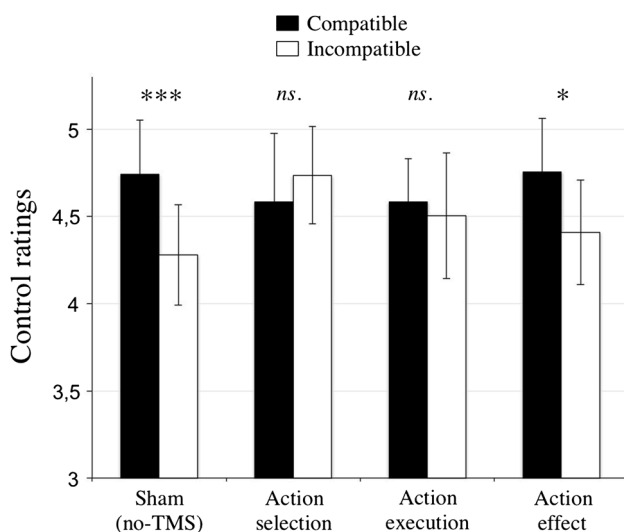 Compatible
Incompatible
*** ns. ns. *
Control ratings
5
4,5
4
3,5
3
Sham Action Action Action
(no-TMS) selection execution effect